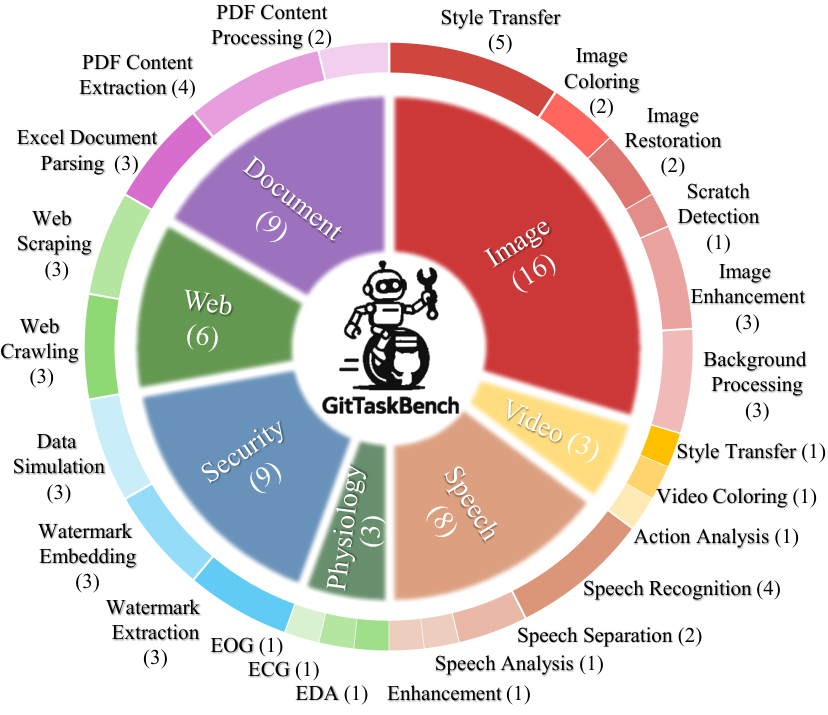 PDF Content
Processing (2)
Style Transfer
(5)
Image
Coloring
(2)
Image
Restoration
(2)
Scratch
Detection
(1)
Image
Enhancement
(3)
Background
Processing
(3)
Style Transfer (1)
Video Coloring (1)
Action Analysis (1)
Speech Recognition (4)
Speech Separation (2)
Speech Analysis (1)
Enhancement (1)
EDA (1)
ECG (1)
EOG (1)
Watermark
Extraction
(3)
Watermark
Embedding
(3)
Data
Simulation
(3)
Web
Crawling
(3)
Web
Scraping
(3)
Excel Document
Parsing (3)
PDF Content
Extraction (4)
Document
(9)
Image
(16)
Web
(6)
GitTaskBench
Video (3)
Security
(9)
Physiology
(3)
Speech
(8)